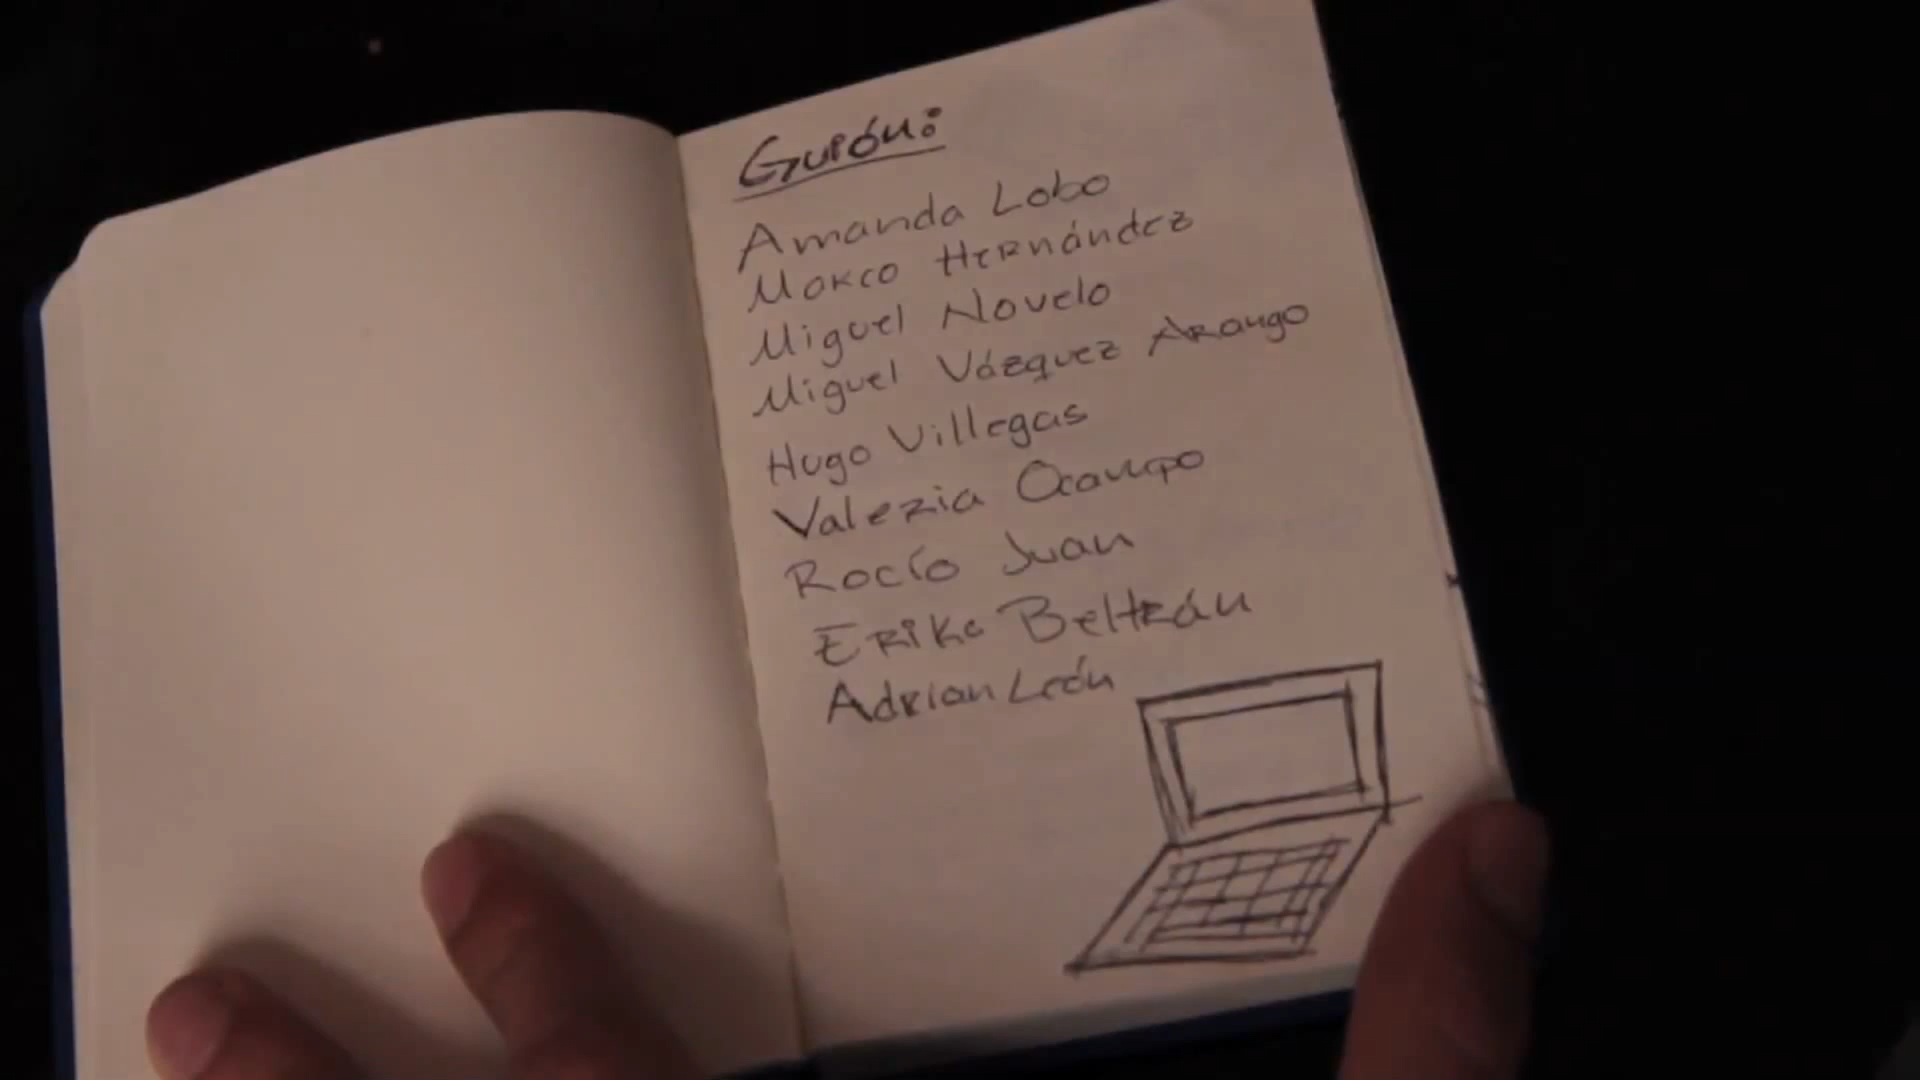 Guión:
Amanda Lobo
Marco Hernández
Miguel Novelo
Miguel Vázquez Arango
Hugo Villegas
Valeria Ocampo
Rocío Juan
Erika Beltrán
Adrian León